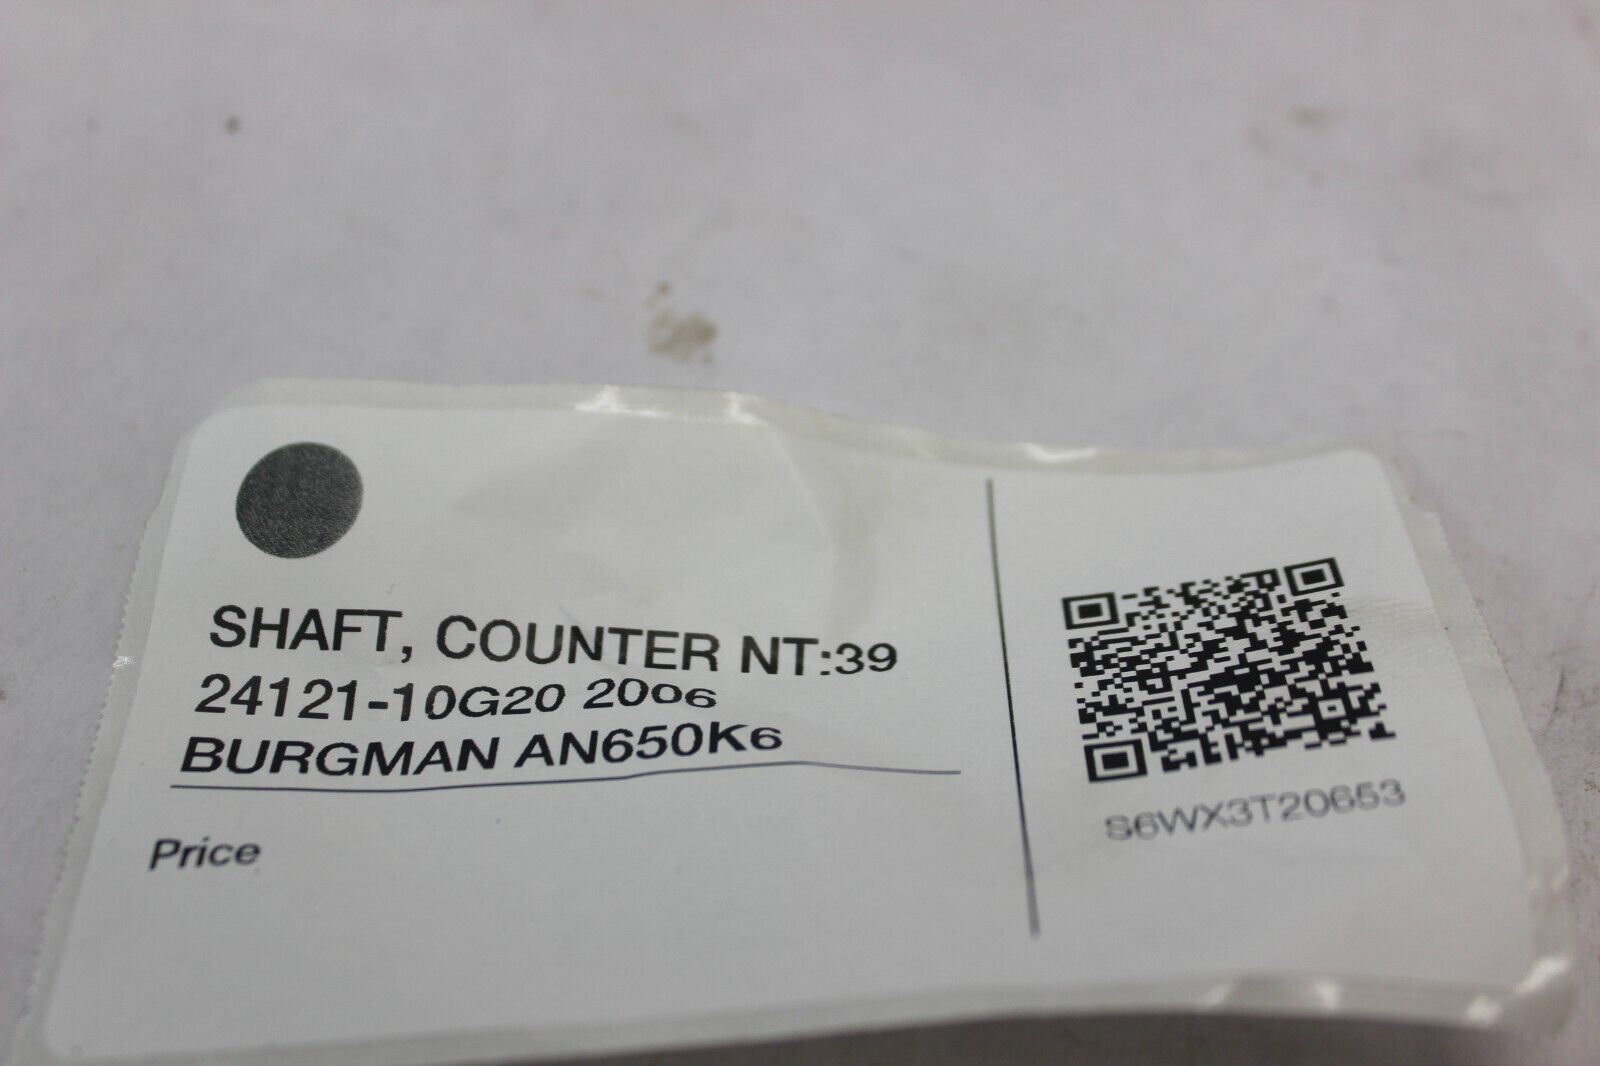 SHAFT, COUNTER NT:39
24121-10G20 2006
BURGMAN AN650K6
Price
S6WX3T20653